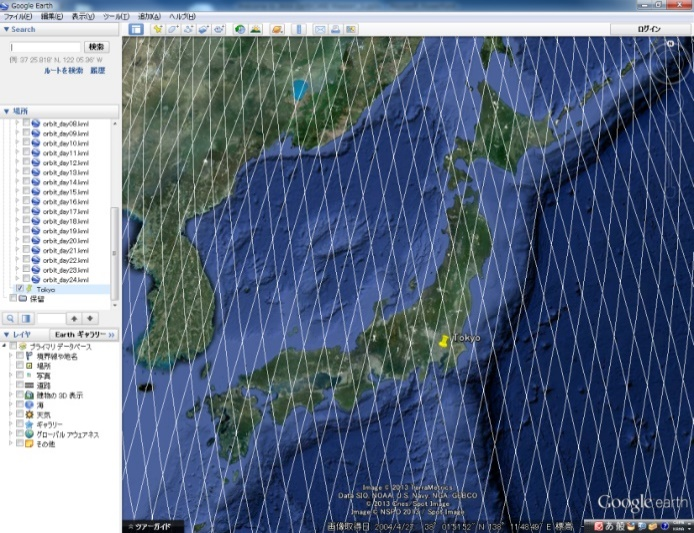 Google Earth
ファイル(F) 編集(E) 表示(V) ツール(T) 追加(A) ヘルプ(H)
▼ Search
検索
例: 37 25.818' N, 122 05.36' W
ルートを検索 履歴
ログイン
▼ 場所
orbit_day08.kml
orbit_day09.kml
orbit_day10.kml
orbit_day11.kml
orbit_day12.kml
orbit_day13.kml
orbit_day14.kml
orbit_day15.kml
orbit_day16.kml
orbit_day17.kml
orbit_day18.kml
orbit_day19.kml
orbit_day20.kml
orbit_day21.kml
orbit_day22.kml
orbit_day23.kml
orbit_day24.kml
Tokyo
保留
▼ レイヤ
Earth ギャラリー »
プライマリ データベース
境界線や地名
場所
写真
道路
建物の 3D 表示
海
天気
ギャラリー
グローバル アウェアネス
その他
Tokyo
Image © 2013 TerraMetrics
Data SIO, NOAA, U.S. Navy, NGA, GEBCO
© 2013 Cnes/Spot Image
Image © NSPO 2013 / Spot Image
Google earth
ツアーガイド
画像取得日 2004/4/27 38°01'51.52" N 138°11'48.49" E 標高
あ 般